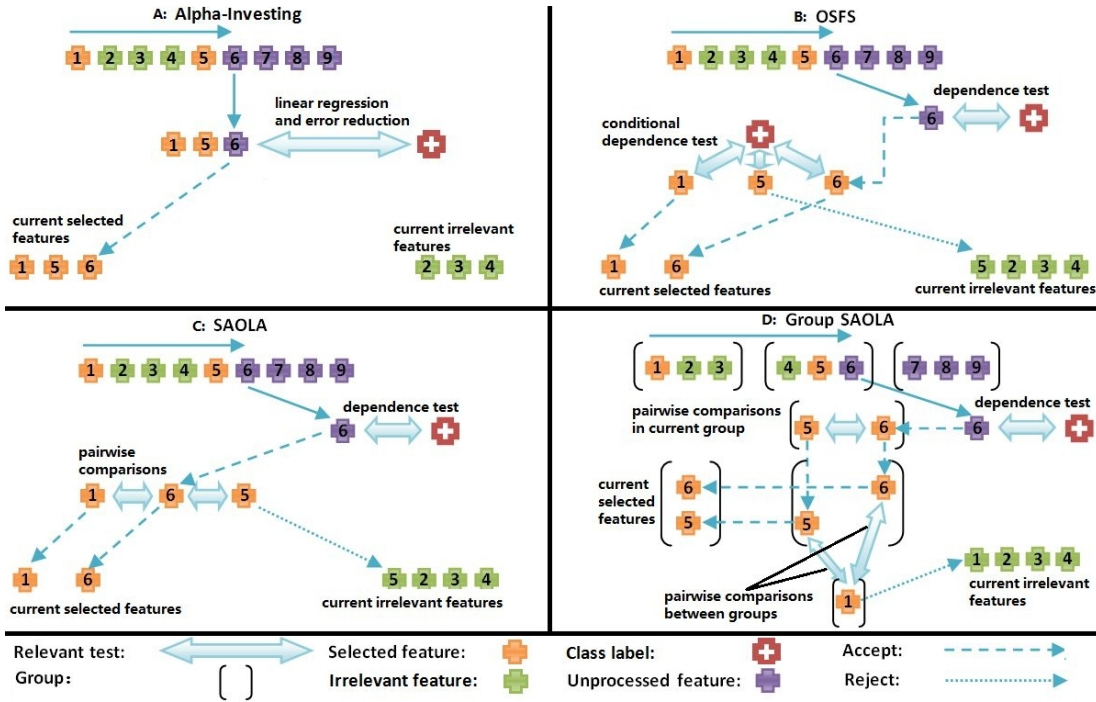 A: Alpha-Investing
1 2 3 4 5 6 7 8 9
linear regression
and error reduction
1 5 6
current selected
features
1 5 6
current irrelevant
features
2 3 4
B: OSFS
1 2 3 4 5 6 7 8 9
dependence test
6
conditional
dependence test
1 5 6
1 6
current selected features
5 2 3 4
current irrelevant features
C: SAOLA
1 2 3 4 5 6 7 8 9
dependence test
6
pairwise
comparisons
1 6 5
1 6
current selected features
5 2 3 4
current irrelevant features
D: Group SAOLA
1 2 3 4 5 6 7 8 9
dependence test
pairwise comparisons
in current group
5 6 6
current
selected
features
6 6
5 5
1 2 3 4
current irrelevant
features
pairwise comparisons
between groups
1
Relevant test: Selected feature: Class label: Accept:
Group: Irrelevant feature: Unprocessed feature: Reject: